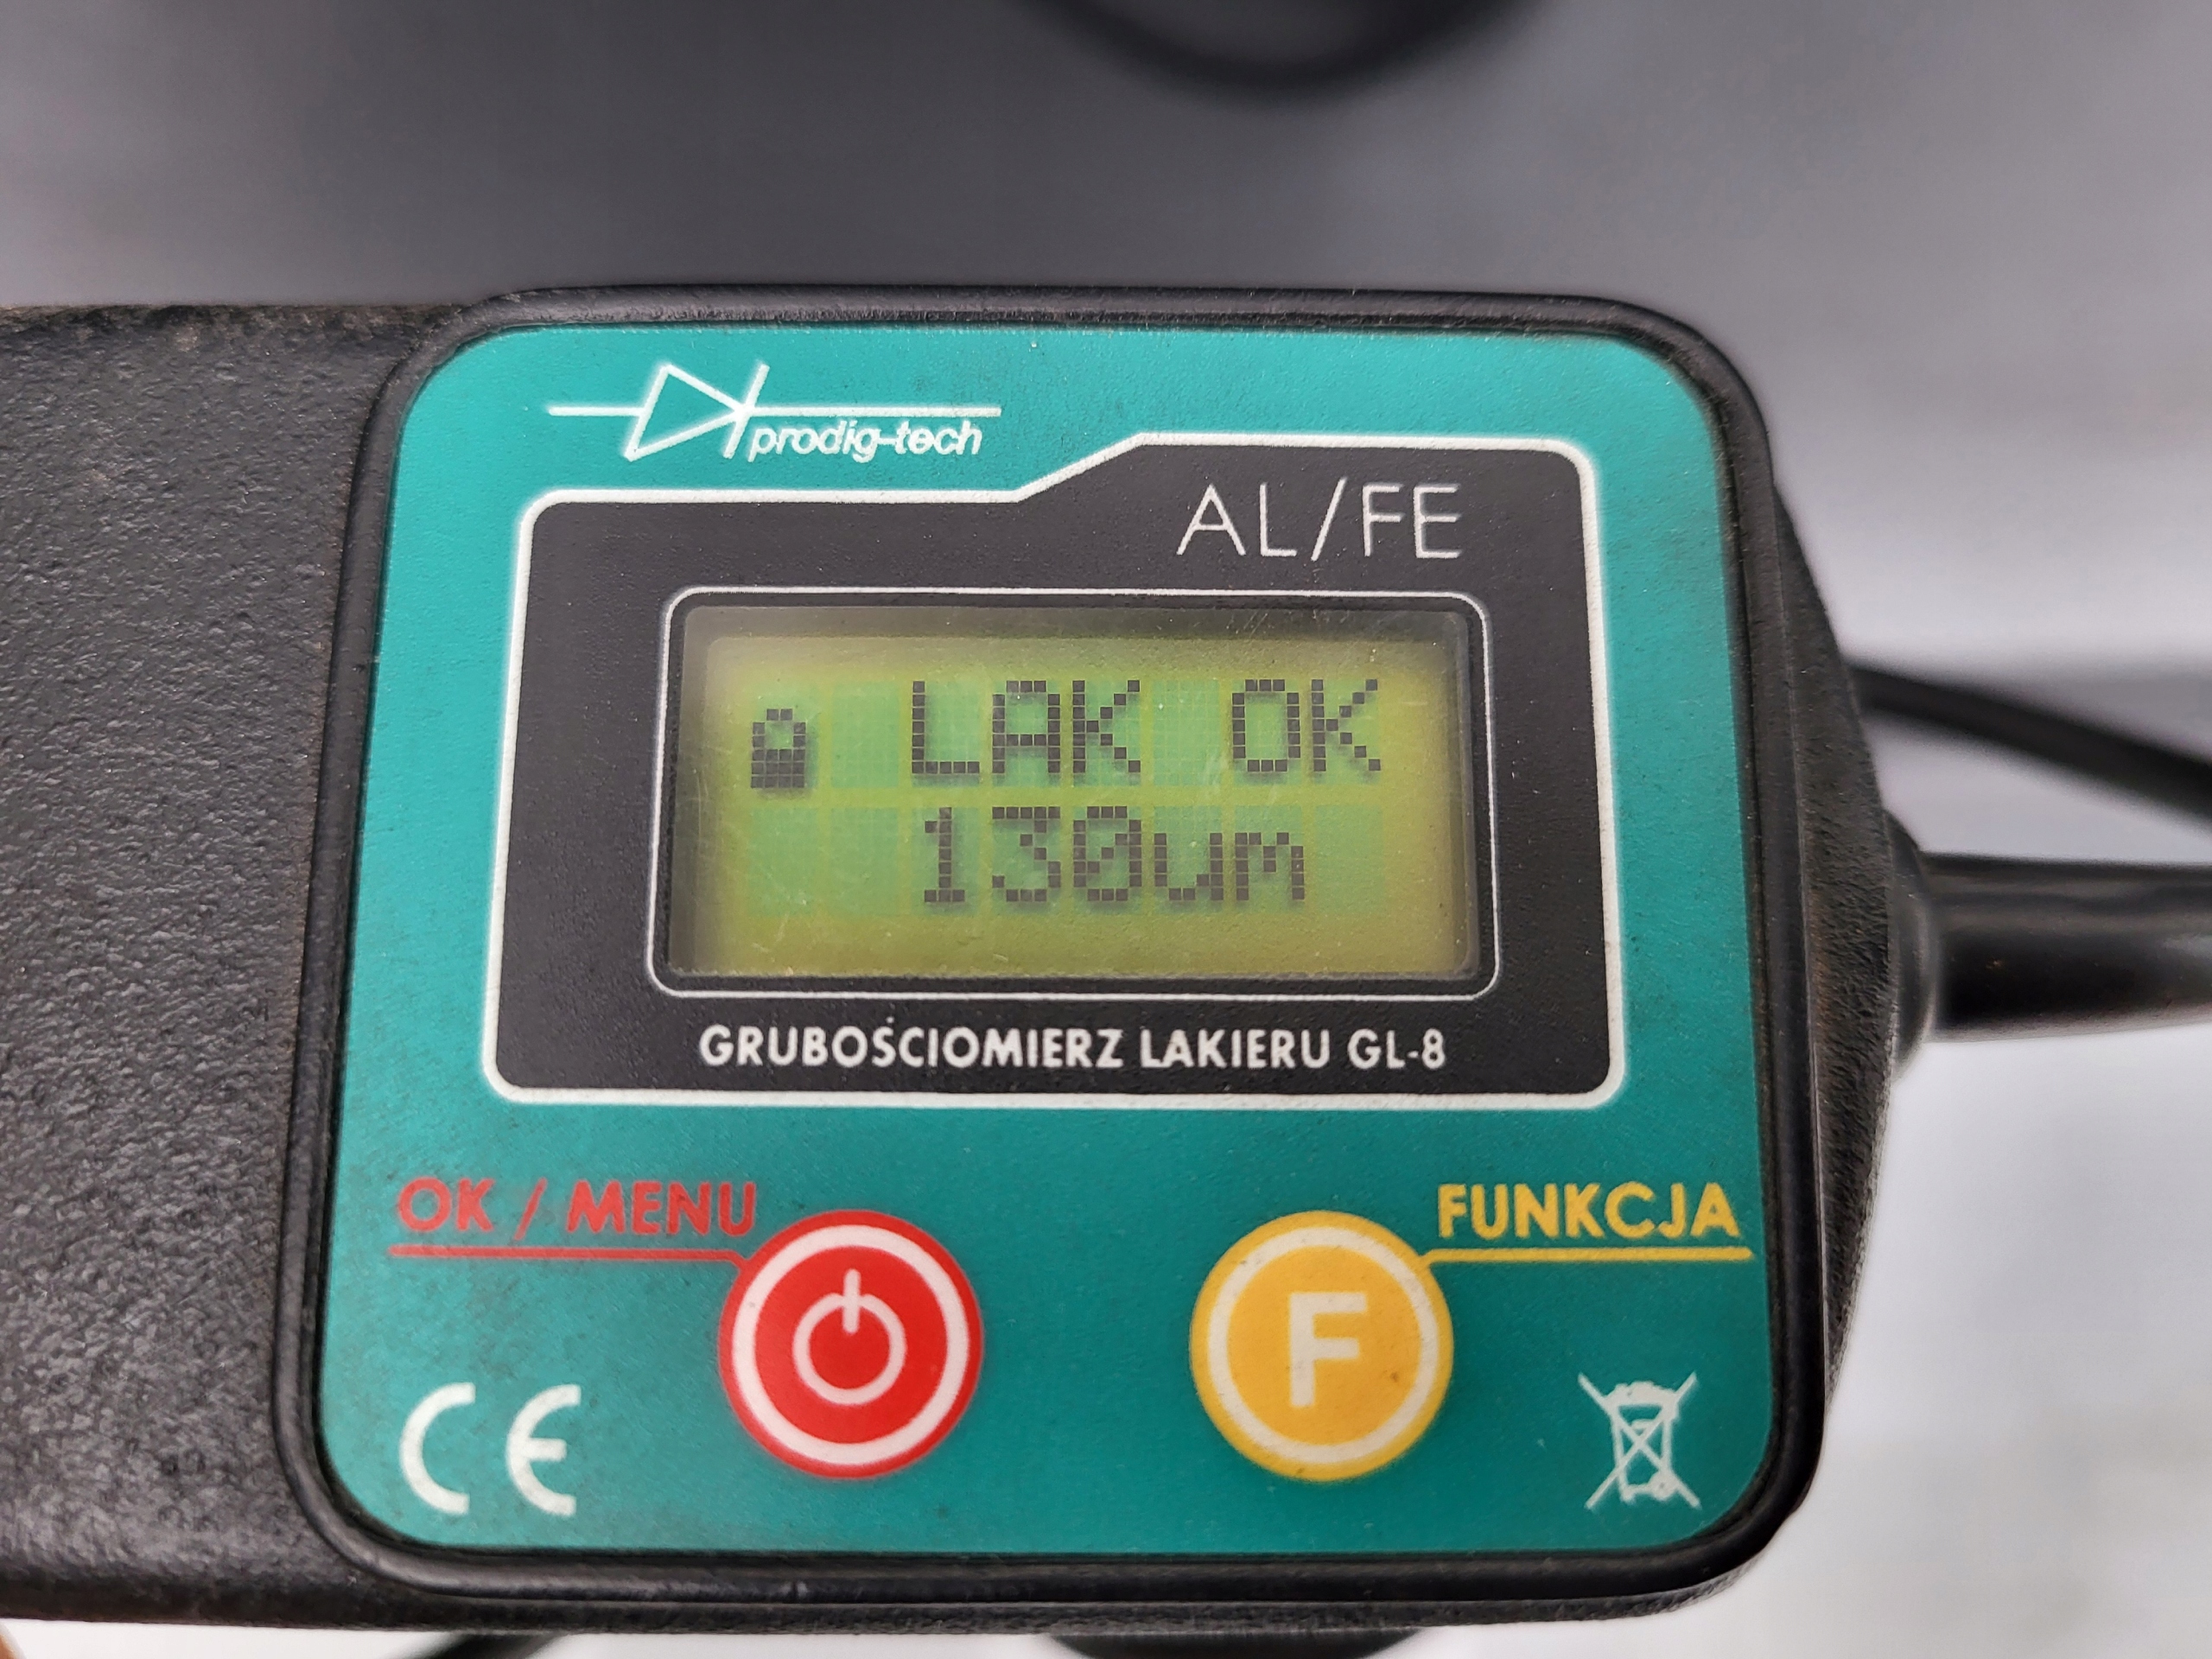 prodig-tech
AL/FE
LAK OK
130um
GRUBOŚCIOMIERZ LAKIERU GL-8
OK / MENU
FUNKCJA
F
CE